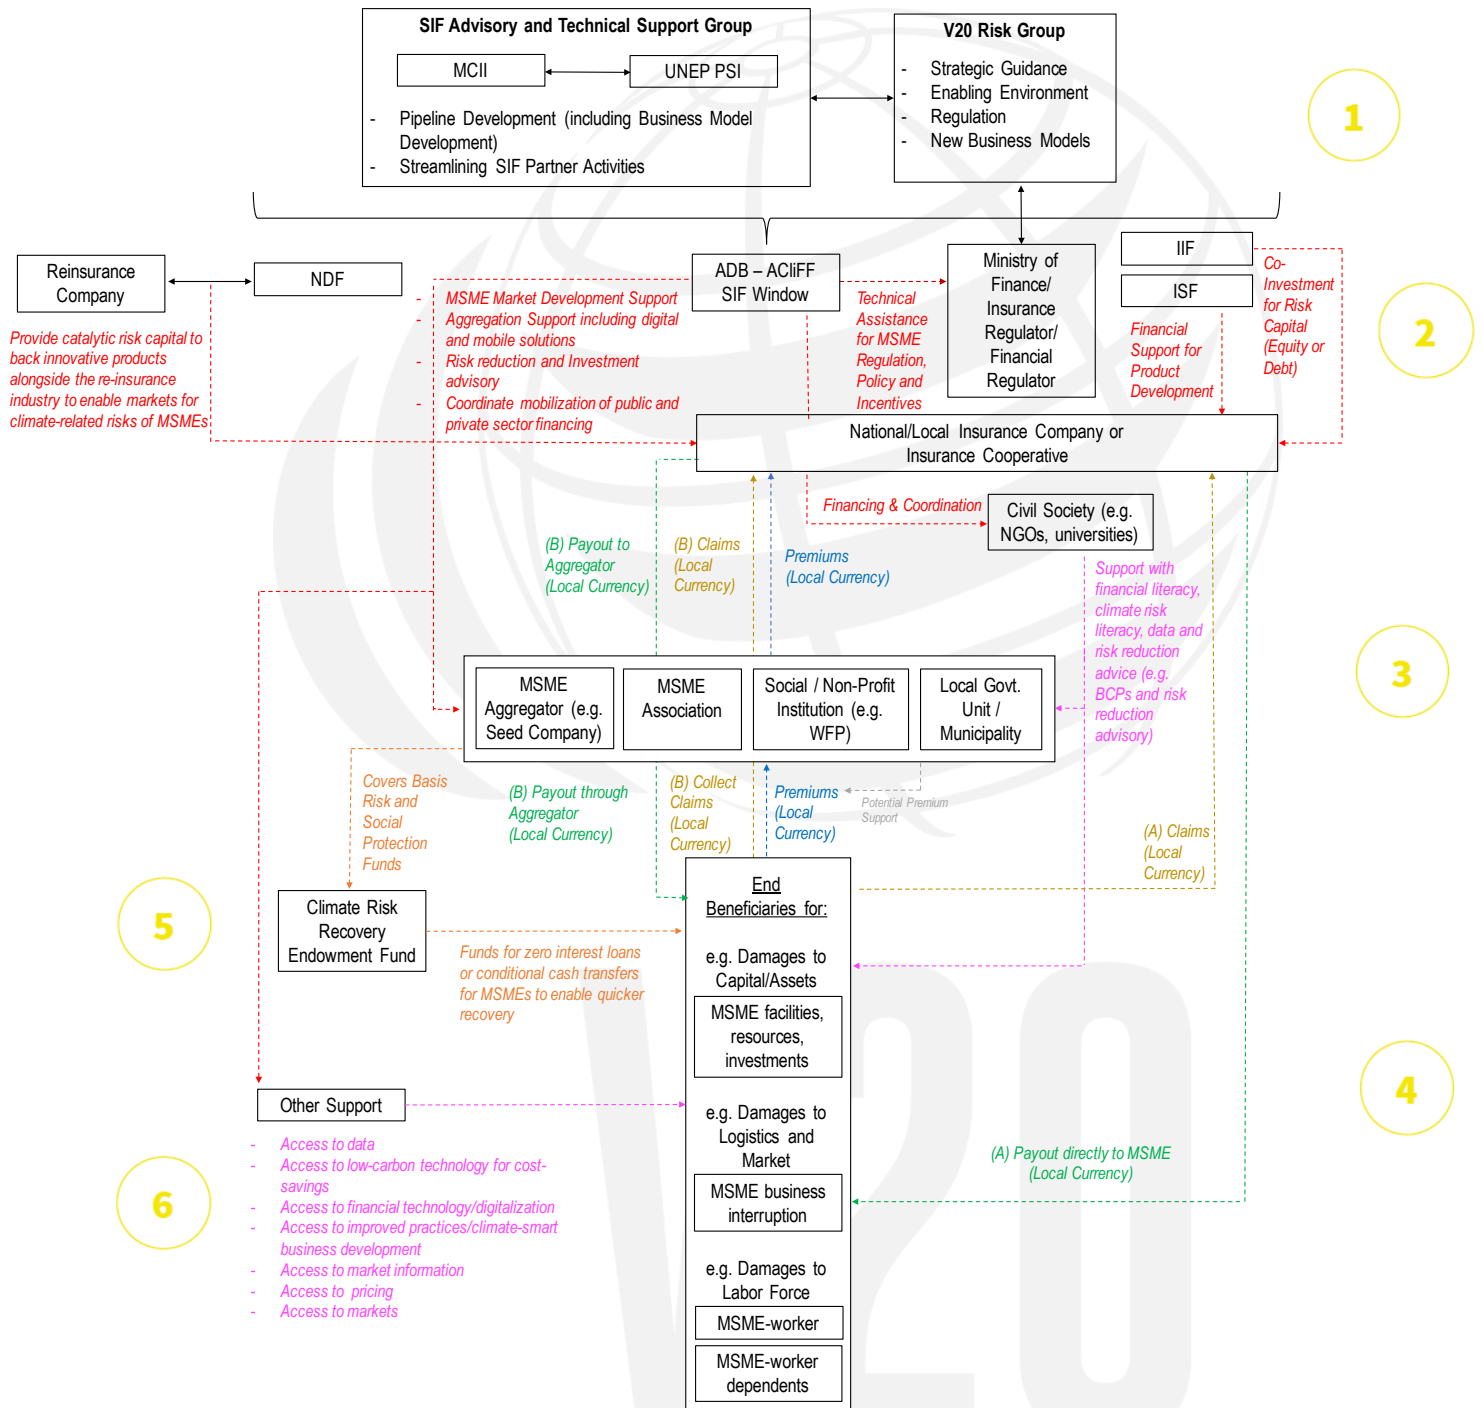 SIF Advisory and Technical Support Group
MCII
UNEP PSI
- Pipeline Development (including Business Model
Development)
- Streamlining SIF Partner Activities
V20 Risk Group
- Strategic Guidance
- Enabling Environment
- Regulation
- New Business Models
1
Reinsurance
Company
NDF
ADB – ACliFF
SIF Window
Ministry of
Finance/
Insurance
Regulator/
Financial
Regulator
IIF
ISF
Co-
Investment
for Risk
Capital
(Equity or
Debt)
2
Provide catalytic risk capital to
back innovative products
alongside the re-insurance
industry to enable markets for
climate-related risks of MSMEs
- MSME Market Development Support
- Aggregation Support including digital
and mobile solutions
- Risk reduction and Investment
advisory
- Coordinate mobilization of public and
private sector financing
Technical
Assistance
for MSME
Regulation,
Policy and
Incentives
Financial
Support for
Product
Development
National/Local Insurance Company or
Insurance Cooperative
Financing & Coordination
Civil Society (e.g.
NGOs, universities)
(B) Payout to
Aggregator
(Local Currency)
(B) Claims
(Local
Currency)
Premiums
(Local Currency)
Support with
financial literacy,
climate risk
literacy, data and
risk reduction
advice (e.g.
BCPs and risk
reduction
advisory)
3
MSME
Aggregator (e.g.
Seed Company)
MSME
Association
Social / Non-Profit
Institution (e.g.
WFP)
Local Govt.
Unit /
Municipality
Covers Basis
Risk and
Social
Protection
Funds
(B) Payout through
Aggregator
(Local Currency)
(B) Collect
Claims
(Local
Currency)
Premiums
(Local
Currency)
Potential Premium
Support
(A) Claims
(Local
Currency)
5
Climate Risk
Recovery
Endowment Fund
Funds for zero interest loans
or conditional cash transfers
for MSMEs to enable quicker
recovery
End
Beneficiaries for:
e.g. Damages to
Capital/Assets
MSME facilities,
resources,
investments
4
Other Support
e.g. Damages to
Logistics and
Market
MSME business
interruption
(A) Payout directly to MSME
(Local Currency)
6
- Access to data
- Access to low-carbon technology for cost-
savings
- Access to financial technology/digitalization
- Access to improved practices/climate-smart
business development
- Access to market information
- Access to pricing
- Access to markets
e.g. Damages to
Labor Force
MSME-worker
MSME-worker
dependents
V20